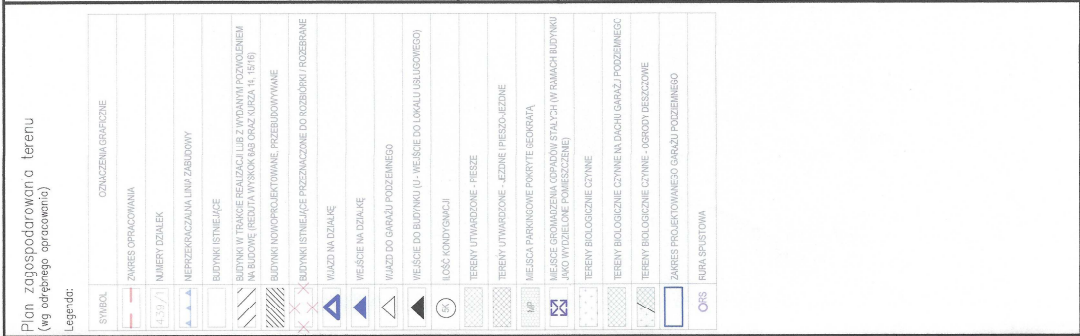 Plan zagospodarowania terenu
(wg odrębnego opracowania)
Legenda:
SYMBOL OZNACZENIA GRAFICZNE
ZAKRES OPRACOWANIA
431/1 NUMERY DZIAŁEK
NIEPRZEKRACZALNA LINIA ZABUDOWY
BUDYNKI ISTNIEJĄCE
BUDYNKI W TRAKCIE REALIZACJI LUB Z WYDANYM POZWOLENIEM
NA BUDOWĘ (REDUTA WYSKOK 6AB ORAZ KURZA 14, 15/16)
BUDYNKI NOWOPROJEKTOWANE, PRZEBUDOWYWANE
BUDYNKI ISTNIEJĄCE PRZEZNACZONE DO ROZBIÓRKI / ROZEBRANE
WJAZD NA DZIAŁKĘ
WEJŚCIE NA DZIAŁKĘ
WJAZD DO GARAŻU PODZIEMNEGO
WEJŚCIE DO BUDYNKU (U - WEJŚCIE DO LOKALU USŁUGOWEGO)
5K ILOŚĆ KONDYGNACJI
TERENY UTWARDZONE - PIESZE
TERENY UTWARDZONE - JEZDNE I PIESZO-JEZDNE
MP MIEJSCA PARKINGOWE POKRYTE GEOKRATĄ
MIEJSCE GROMADZENIA ODPADÓW STAŁYCH (W RAMACH BUDYNKU
JAKO WYDZIELONE POMIESZCZENIE)
TERENY BIOLOGICZNIE CZYNNE
TERENY BIOLOGICZNIE CZYNNE NA DACHU GARAŻU PODZIEMNEGO
TERENY BIOLOGICZNIE CZYNNE - OGRODY DESZCZOWE
ZAKRES PROJEKTOWANEGO GARAŻU PODZIEMNEGO
RS RURA SPUSTOWA